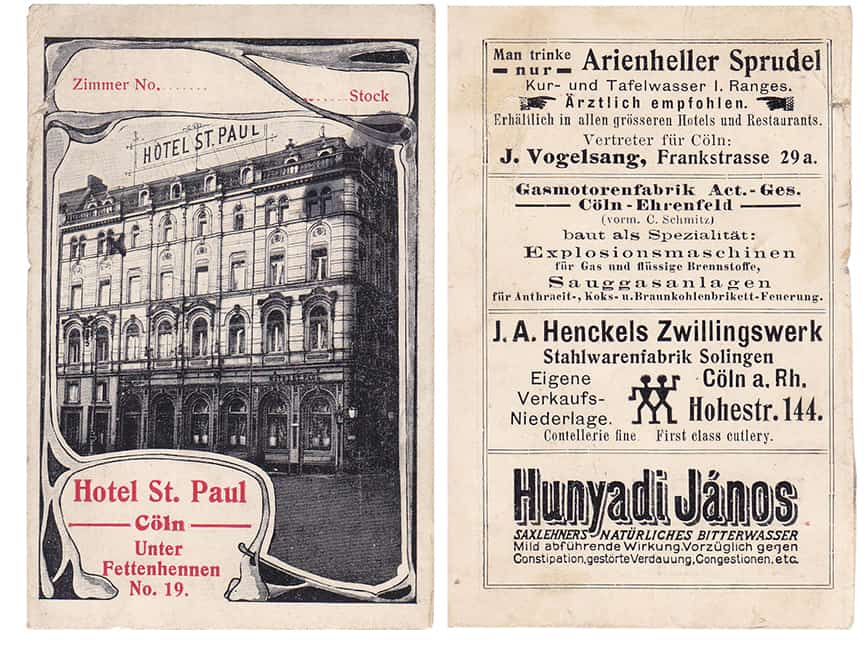 Zimmer No.......
.......Stock
HOTEL ST. PAUL
Hotel St. Paul
Cöln
Unter
Fettenhennen
No. 19.
Man trinke
nur
Arienheller Sprudel
Kur- und Tafelwasser I. Ranges.
Ärztlich empfohlen.
Erhältlich in allen grösseren Hotels und Restaurants.
Vertreter für Cöln:
J. Vogelsang, Frankstrasse 29a.
Gasmotorenfabrik Act.-Ges.
Cöln-Ehrenfeld
(vorm. C. Schmitz)
baut als Spezialität:
Explosionsmaschinen
für Gas und flüssige Brennstoffe,
Sauggasanlagen
für Anthracit-, Koks- u. Braunkohlenbrikett-Feuerung.
J. A. Henckels Zwillingswerk
Stahlwarenfabrik Solingen
Eigene
Verkaufs-
Niederlage.
Cöln a. Rh.
Hohestr. 144.
Contellerie fine First class cutlery.
Hunyadi János
SAXLEHNERS NATÜRLICHES BITTERWASSER
Mild abführende Wirkung. Vorzüglich gegen
Constipation, gestörte Verdauung, Congestionen, etc.